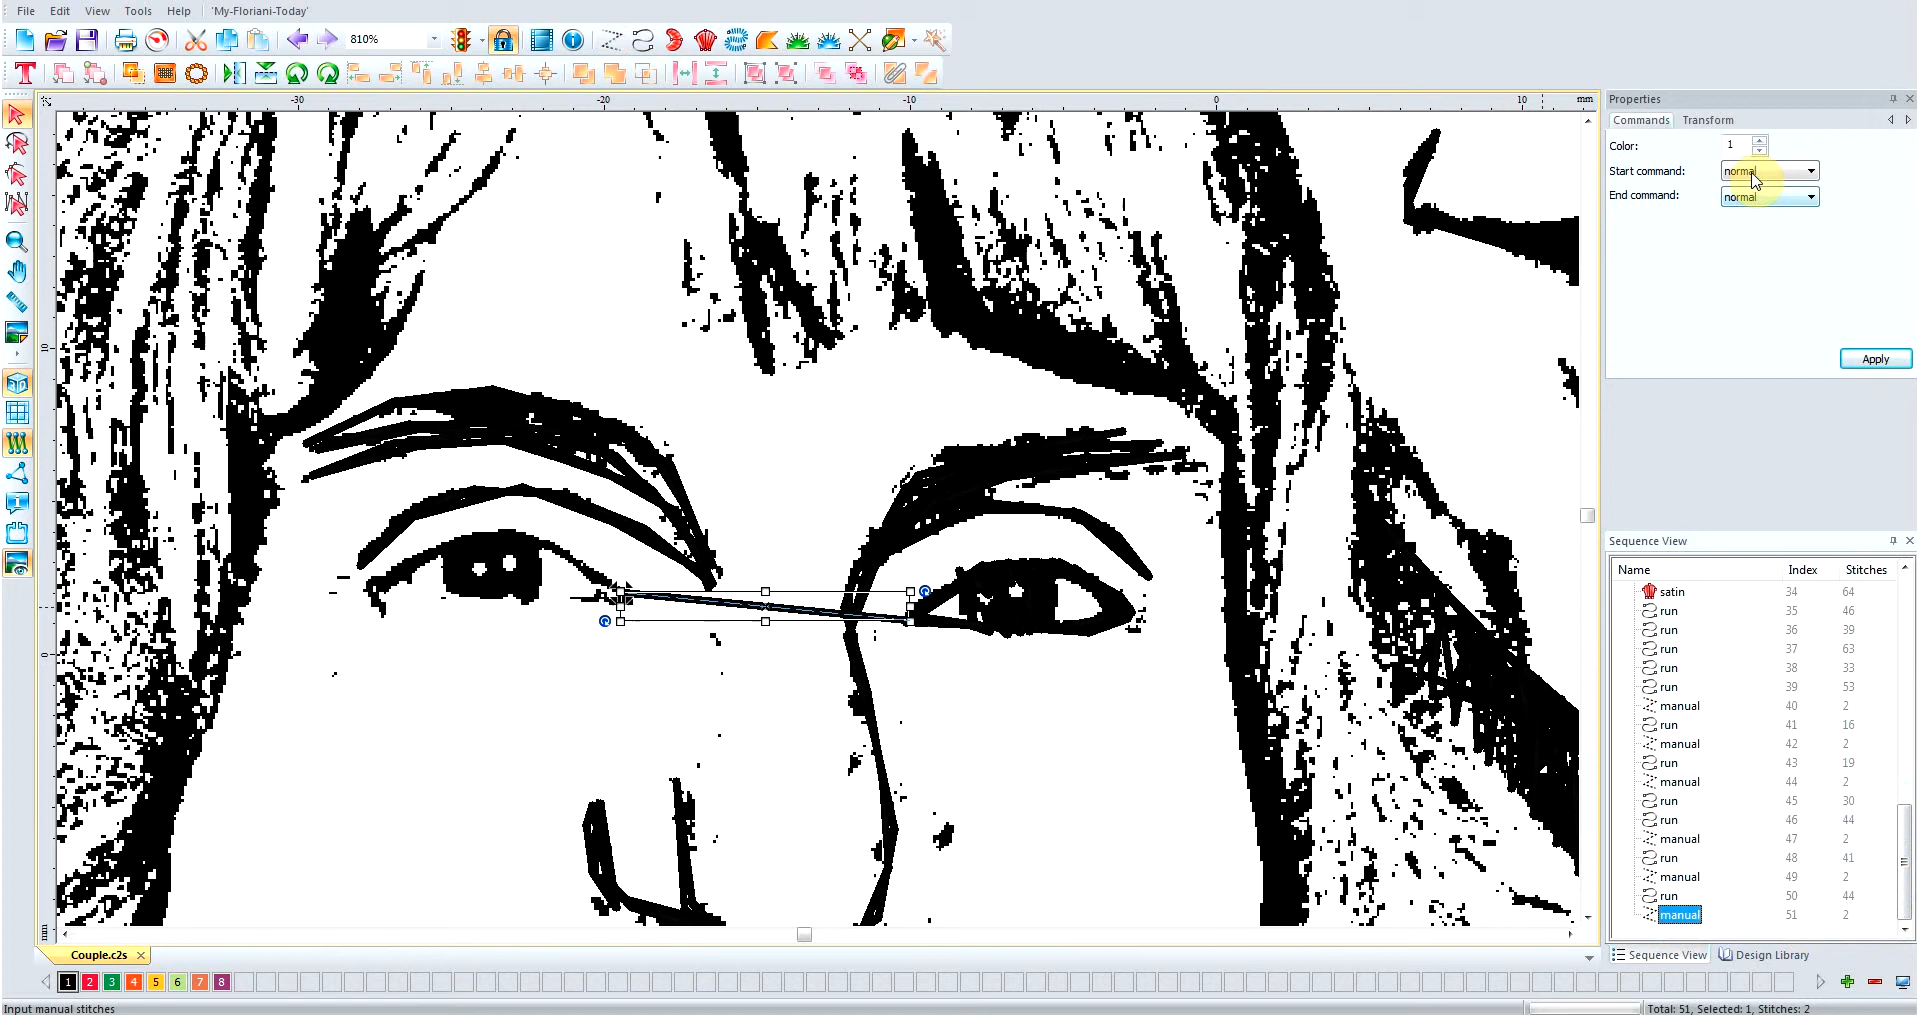 File Edit View Tools Help 'My-Floriani-Today'
810%
-30 -20 -10 0 10 mm
10
0
mm
Properties
Commands Transform
Color: 1
Start command: normal
End command: normal
Apply
Sequence View
Name Index Stitches
satin 34 64
run 35 46
run 36 39
run 37 63
run 38 33
run 39 53
manual 40 2
run 41 16
manual 42 2
run 43 19
manual 44 2
run 45 30
run 46 44
manual 47 2
run 48 41
manual 49 2
run 50 44
manual 51 2
Sequence View Design Library
Couple.c2s
1 2 3 4 5 6 7 8
Input manual stitches
Total: 51, Selected: 1, Stitches: 2